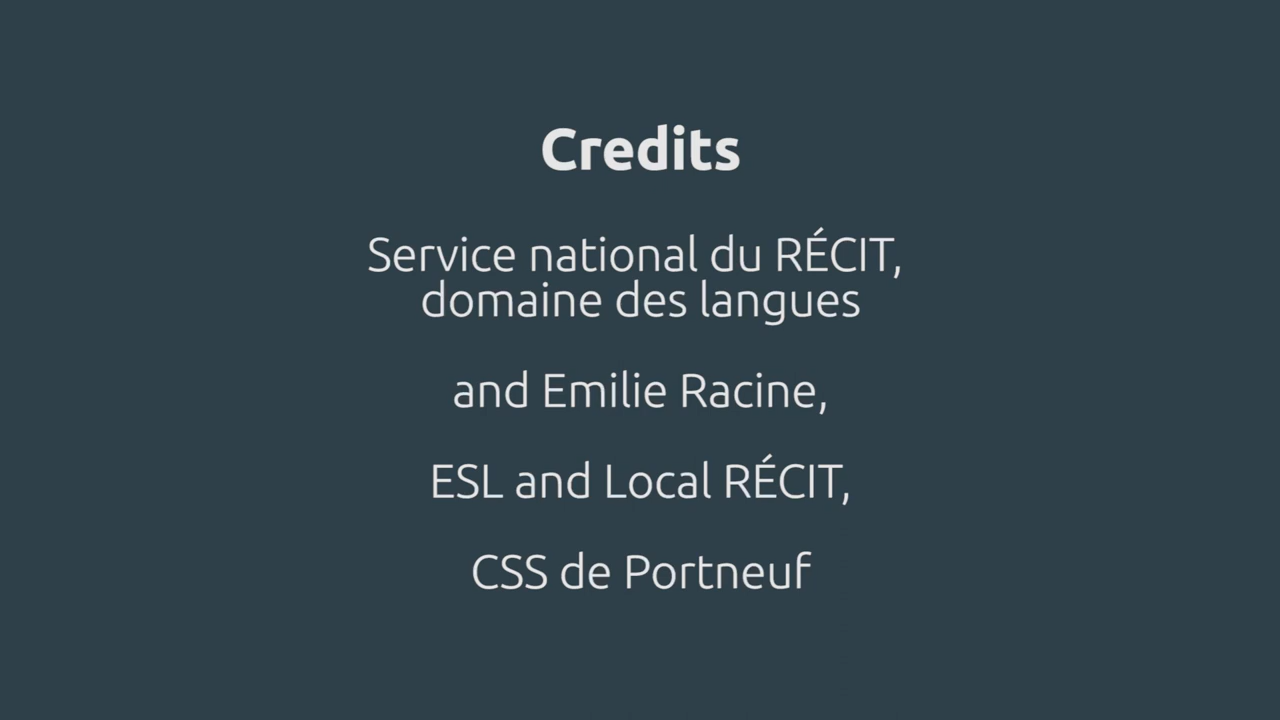 Credits
Service national du RÉCIT,
domaine des langues
and Emilie Racine,
ESL and Local RÉCIT,
CSS de Portneuf